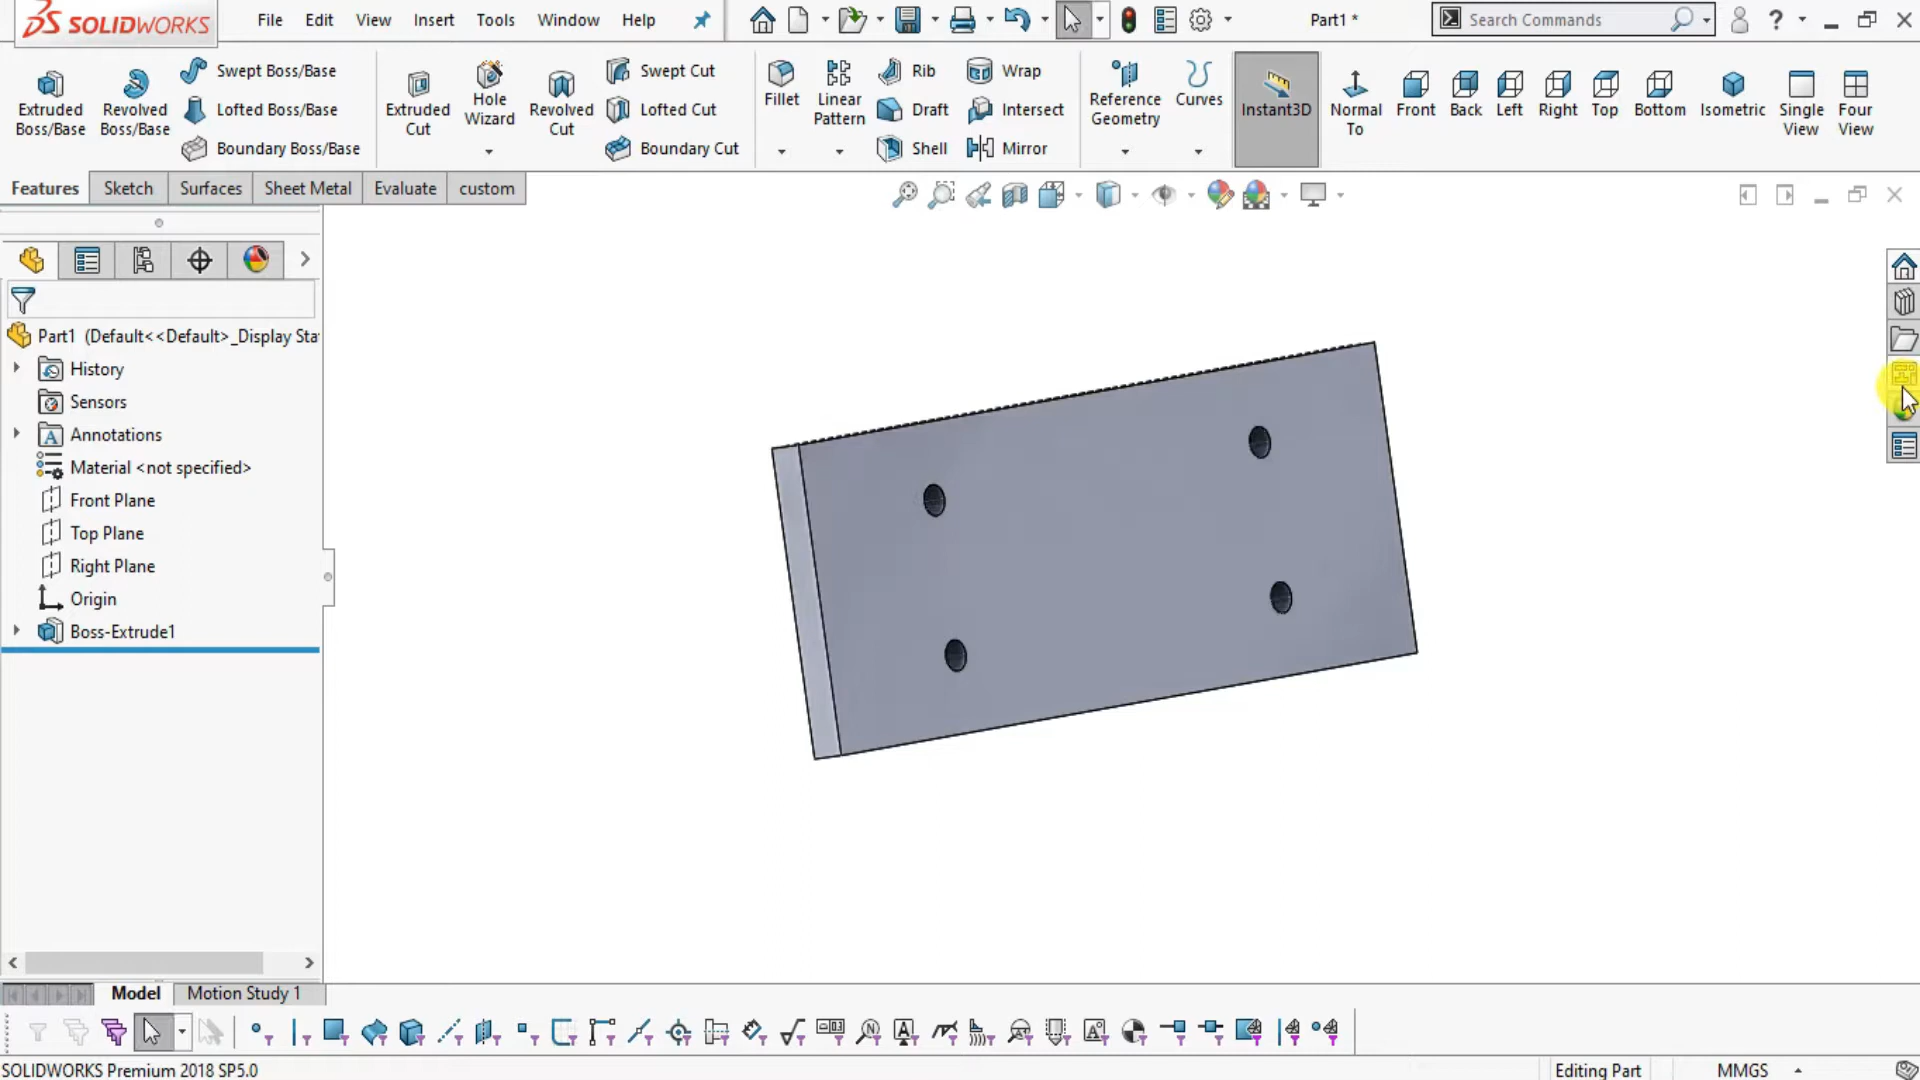 SOLIDWORKS
File Edit View Insert Tools Window Help
Part1 *
Search Commands
Extruded Boss/Base
Revolved Boss/Base
Swept Boss/Base
Lofted Boss/Base
Boundary Boss/Base
Extruded Cut
Hole Wizard
Revolved Cut
Swept Cut
Lofted Cut
Boundary Cut
Fillet
Linear Pattern
Rib
Draft
Shell
Wrap
Intersect
Mirror
Reference Geometry
Curves
Instant3D
Normal To
Front
Back
Left
Right
Top
Bottom
Isometric
Single View
Four View
Features Sketch Surfaces Sheet Metal Evaluate custom
Part1 (Default<<Default>_Display Sta
History
Sensors
Annotations
Material <not specified>
Front Plane
Top Plane
Right Plane
Origin
Boss-Extrude1
Model Motion Study 1
SOLIDWORKS Premium 2018 SP5.0
Editing Part
MMGS